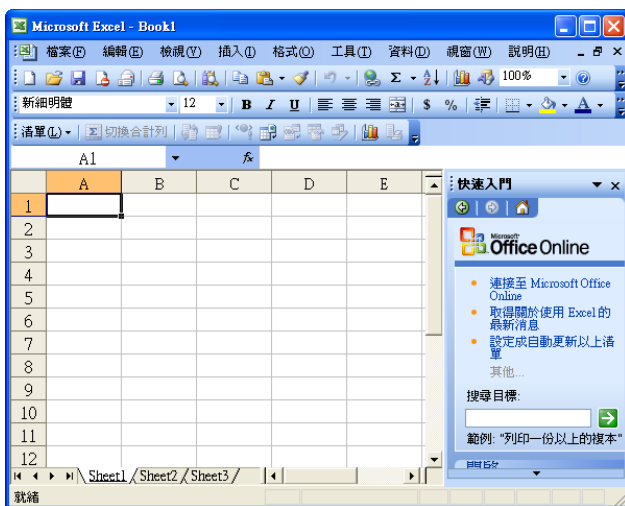 Microsoft Excel - Book1
檔案(F) 編輯(E) 檢視(V) 插入(I) 格式(O) 工具(T) 資料(D) 視窗(W) 說明(H)
100%
新細明體 12 B I U $ %
清單(L) Σ 切換合計列
A1 fx
A B C D E
1
2
3
4
5
6
7
8
9
10
11
12
快速入門
Microsoft
Office Online
連接至 Microsoft Office
Online
取得關於使用 Excel 的
最新消息
設定成自動更新以上清
單
其他...
搜尋目標:
範例: "列印一份以上的複本"
Sheet1 Sheet2 Sheet3
就緒